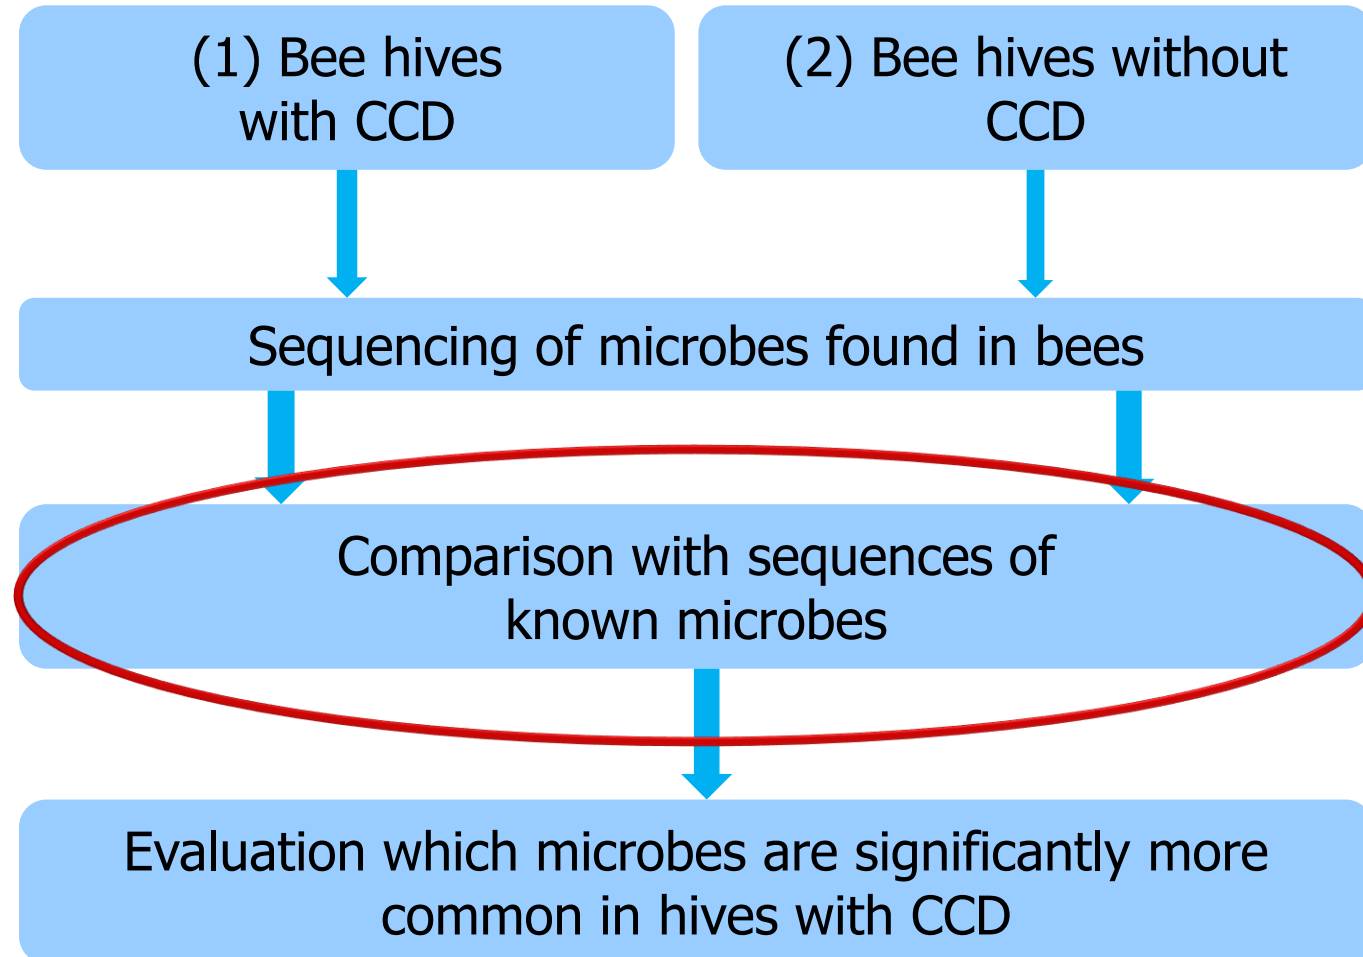 (1) Bee hives
with CCD
(2) Bee hives without
CCD
Sequencing of microbes found in bees
Comparison with sequences of
known microbes
Evaluation which microbes are significantly more
common in hives with CCD